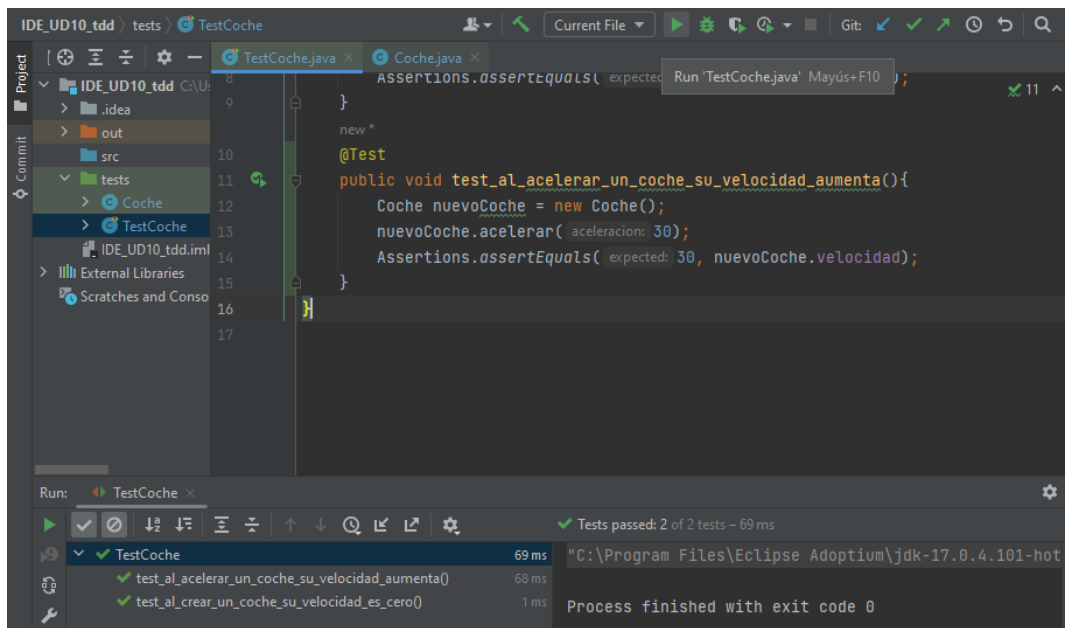 IDE_UD10_tdd 〉 tests 〉 TestCoche
Current File
Git:
Project
Commit
TestCoche.java
Coche.java
Run 'TestCoche.java' Mayús+F10
IDE_UD10_tdd C:\U
.idea
out
src
tests
Coche
TestCoche
IDE_UD10_tdd.iml
External Libraries
Scratches and Conso
11
8 Assertions.assertEquals( expected );
9 }
new *
10 @Test
11 public void test_al_acelerar_un_coche_su_velocidad_aumenta(){
12 Coche nuevoCoche = new Coche();
13 nuevoCoche.acelerar( aceleracion: 30);
14 Assertions.assertEquals( expected: 30, nuevoCoche.velocidad);
15 }
16 }
17
Run: TestCoche
Tests passed: 2 of 2 tests – 69 ms
TestCoche 69 ms
test_al_acelerar_un_coche_su_velocidad_aumenta() 68 ms
test_al_crear_un_coche_su_velocidad_es_cero() 1 ms
"C:\Program Files\Eclipse Adoptium\jdk-17.0.4.101-hot
Process finished with exit code 0